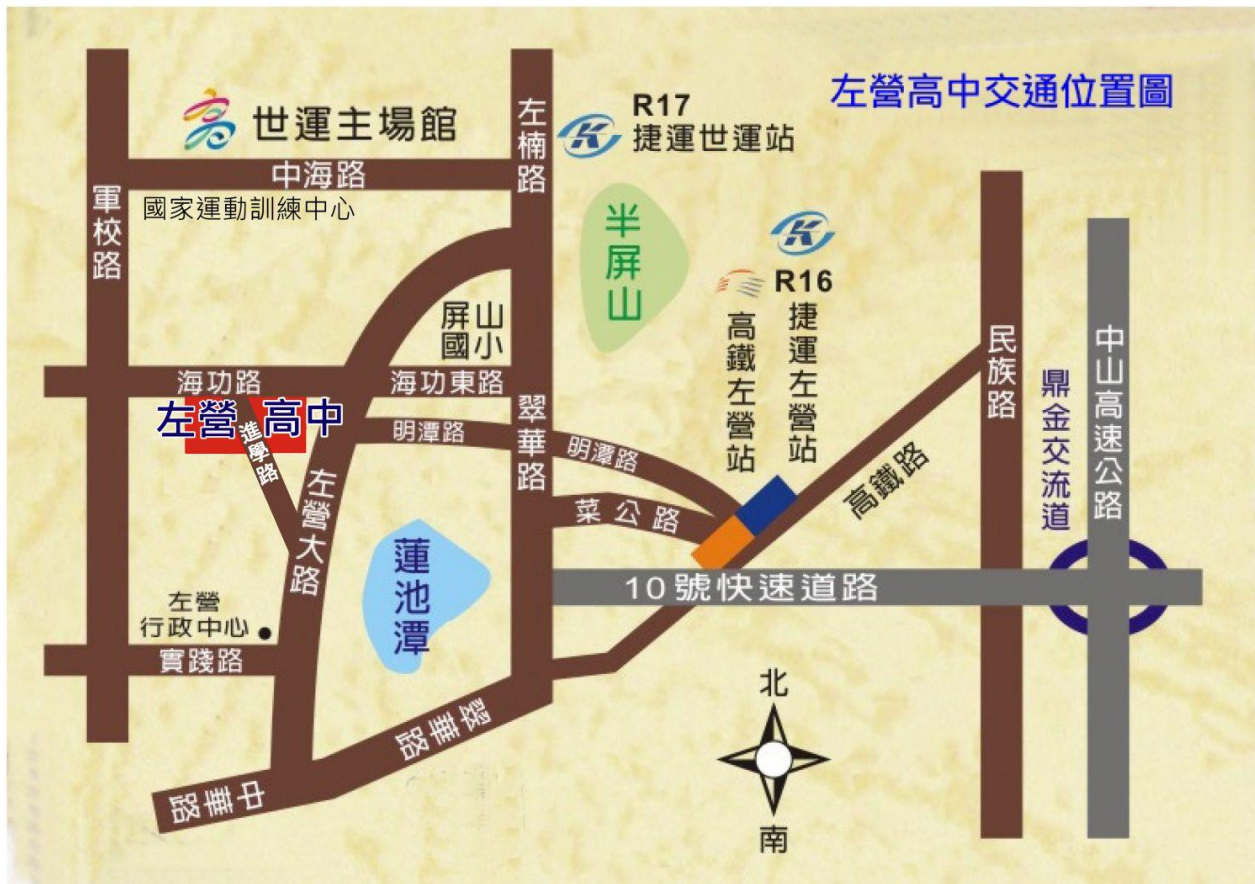 左營高中交通位置圖
世運主場館
R17
捷運世運站
左楠路
中海路
國家運動訓練中心
軍校路
半屏山
R16
捷運左營站
高鐵左營站
屏山
國小
民族路
中山高速公路
鼎金交流道
海功路
海功東路
左營 高中
進學路
明潭路
明潭路
翠華路
菜公路
高鐵路
左營大路
蓮池潭
10號快速道路
左營
行政中心
實踐路
翠華路
中華路
北
南